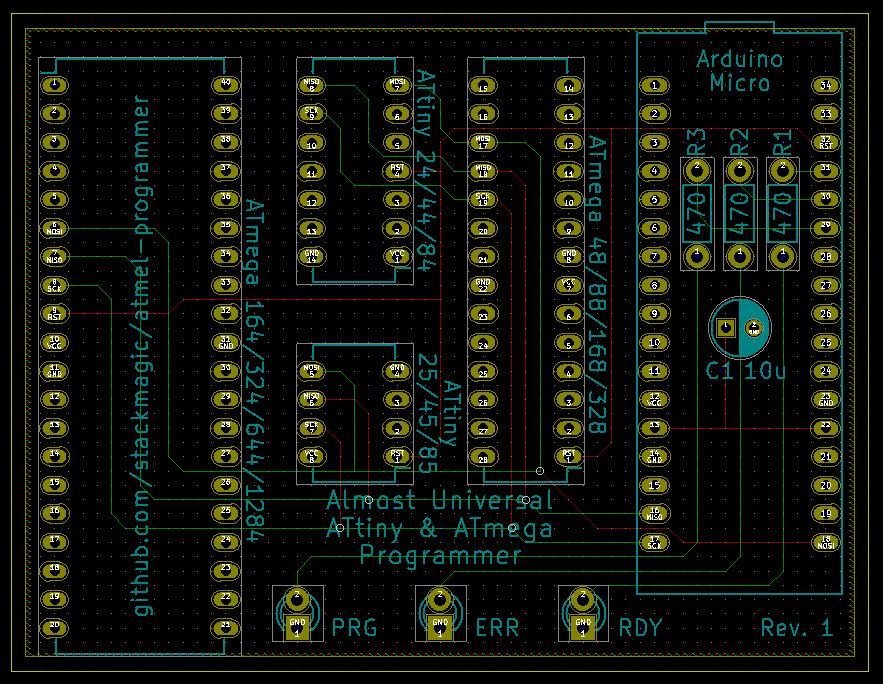 Arduino
Micro
github.com/stackmagic/atmel-programmer
ATmega 164/324/644/1284
ATtiny 24/44/84
ATtiny
25/45/85
ATmega 48/88/168/328
R3
R2
R1
470
470
470
C1 10u
Almost Universal
ATtiny & ATmega
Programmer
PRG
ERR
RDY
Rev. 1
1
2
3
4
5
6
MOSI
7
MISO
8
SCK
9
RST
10
VCC
11
GND
12
13
14
15
16
17
18
19
20
40
39
38
37
36
35
34
33
32
31
GND
30
29
28
27
26
25
24
23
22
21
MISO
8
SCK
9
10
11
12
13
GND
14
MOSI
7
6
5
RST
4
3
2
VCC
1
MOSI
5
MISO
6
SCK
7
VCC
8
GND
4
3
2
RST
1
15
16
MOSI
17
MISO
18
SCK
19
20
21
GND
22
23
24
25
26
27
28
14
13
12
11
10
9
GND
8
VCC
7
6
5
4
3
2
RST
1
1
2
3
4
5
6
7
8
9
10
11
12
VCC
13
14
GND
15
16
MISO
17
SCK
34
33
32
RST
31
30
29
28
27
26
25
24
23
GND
22
21
20
19
18
MOSI
2
2
2
1
1
1
1
2
GND
2
GND
1
2
GND
1
2
GND
1